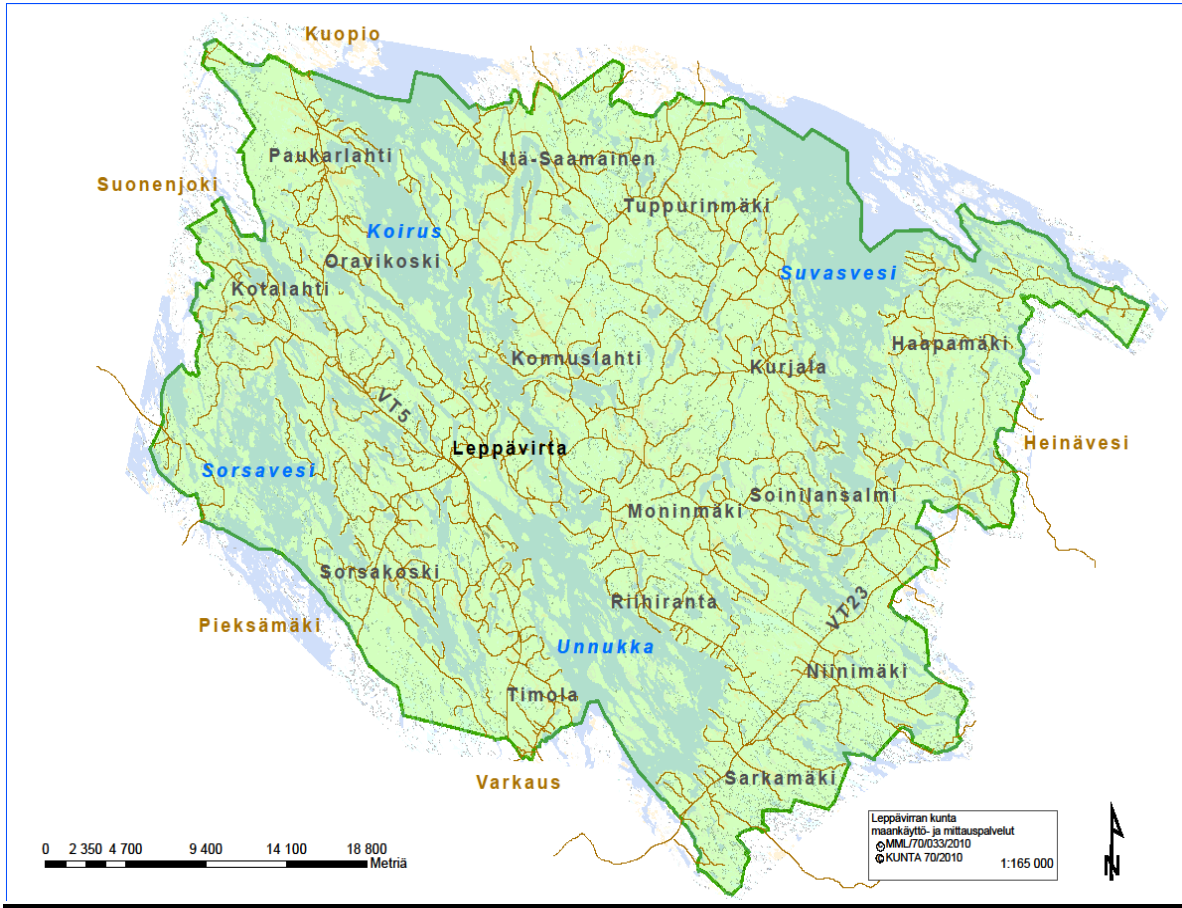 Kuopio
Paukarlahti
Itä-Saamainen
Suonenjoki
Tuppurinmäki
Koirus
Oravikoski
Suvasvesi
Kotalahti
Haapamäki
Konnuslahti
Kurjala
VT5
Leppävirta
Heinävesi
Sorsavesi
Soinilansalmi
Moninmäki
Sorsakoski
Riihiranta
VT23
Pieksämäki
Unnukka
Niinimäki
Timola
Varkaus
Sarkamäki
Leppävirran kunta
maankäyttö- ja mittauspalvelut
©MML/70/033/2010
©KUNTA 70/2010
1:165 000
0 2 350 4 700 9 400 14 100 18 800
Metriä
N